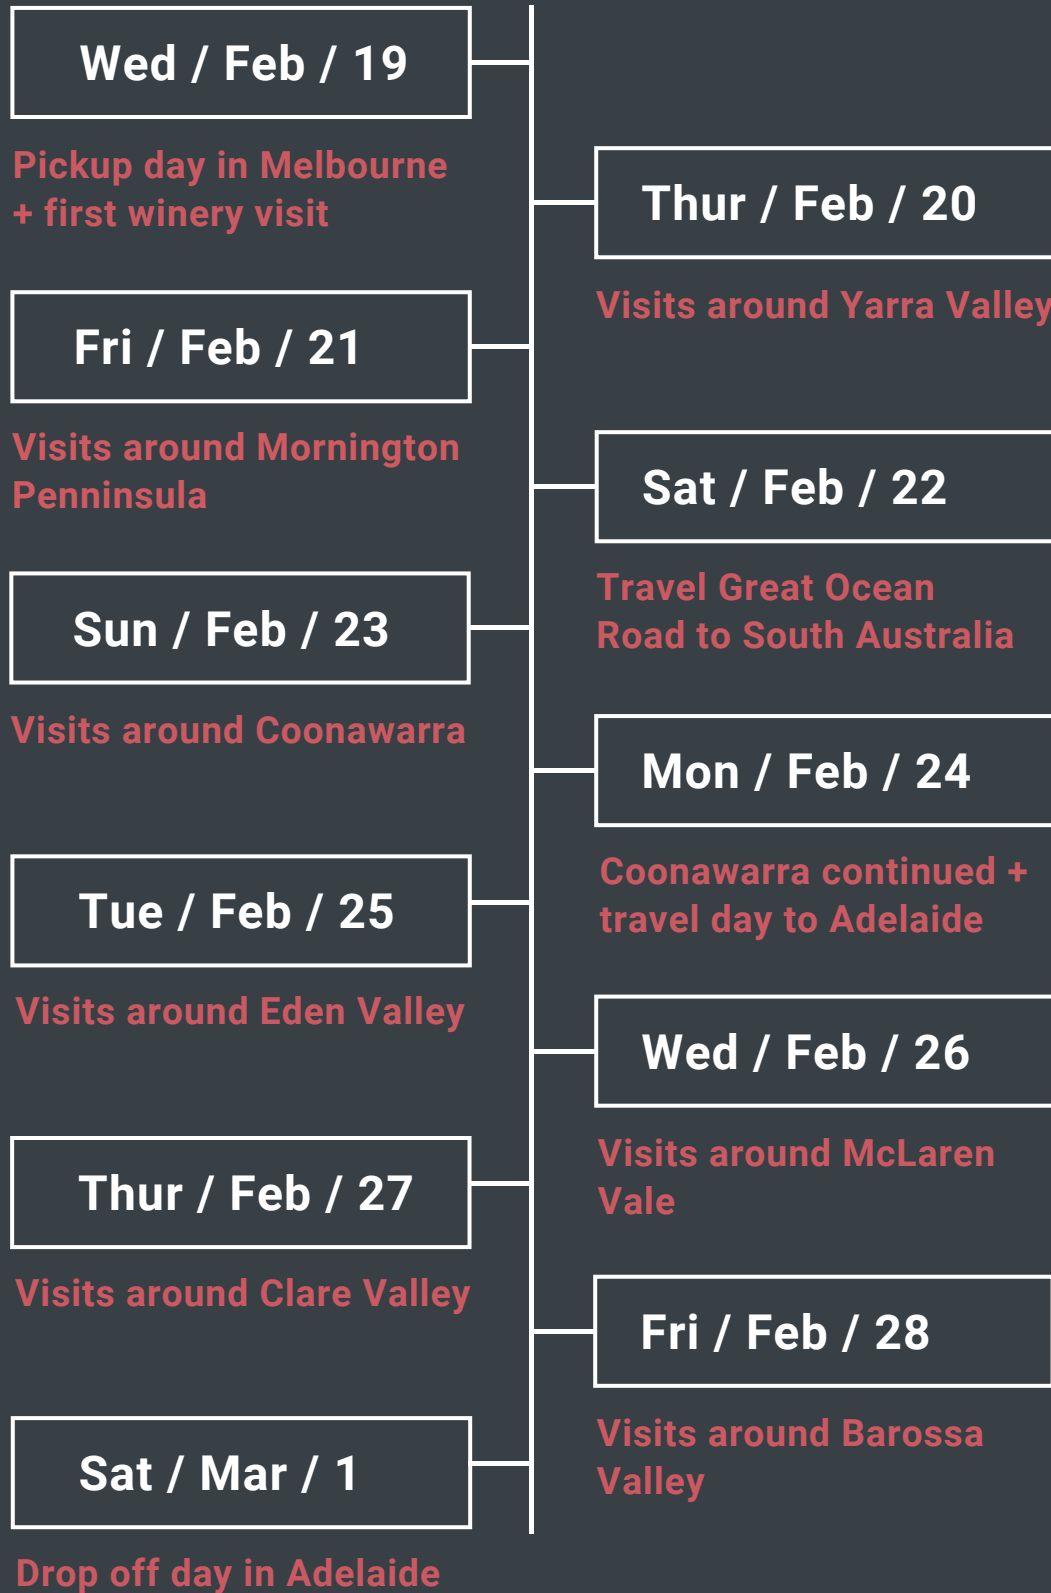 Wed / Feb / 19
Pickup day in Melbourne
+ first winery visit
Thur / Feb / 20
Visits around Yarra Valley
Fri / Feb / 21
Visits around Mornington
Penninsula
Sat / Feb / 22
Travel Great Ocean
Road to South Australia
Sun / Feb / 23
Visits around Coonawarra
Mon / Feb / 24
Coonawarra continued +
travel day to Adelaide
Tue / Feb / 25
Visits around Eden Valley
Wed / Feb / 26
Visits around McLaren
Vale
Thur / Feb / 27
Visits around Clare Valley
Fri / Feb / 28
Visits around Barossa
Valley
Sat / Mar / 1
Drop off day in Adelaide